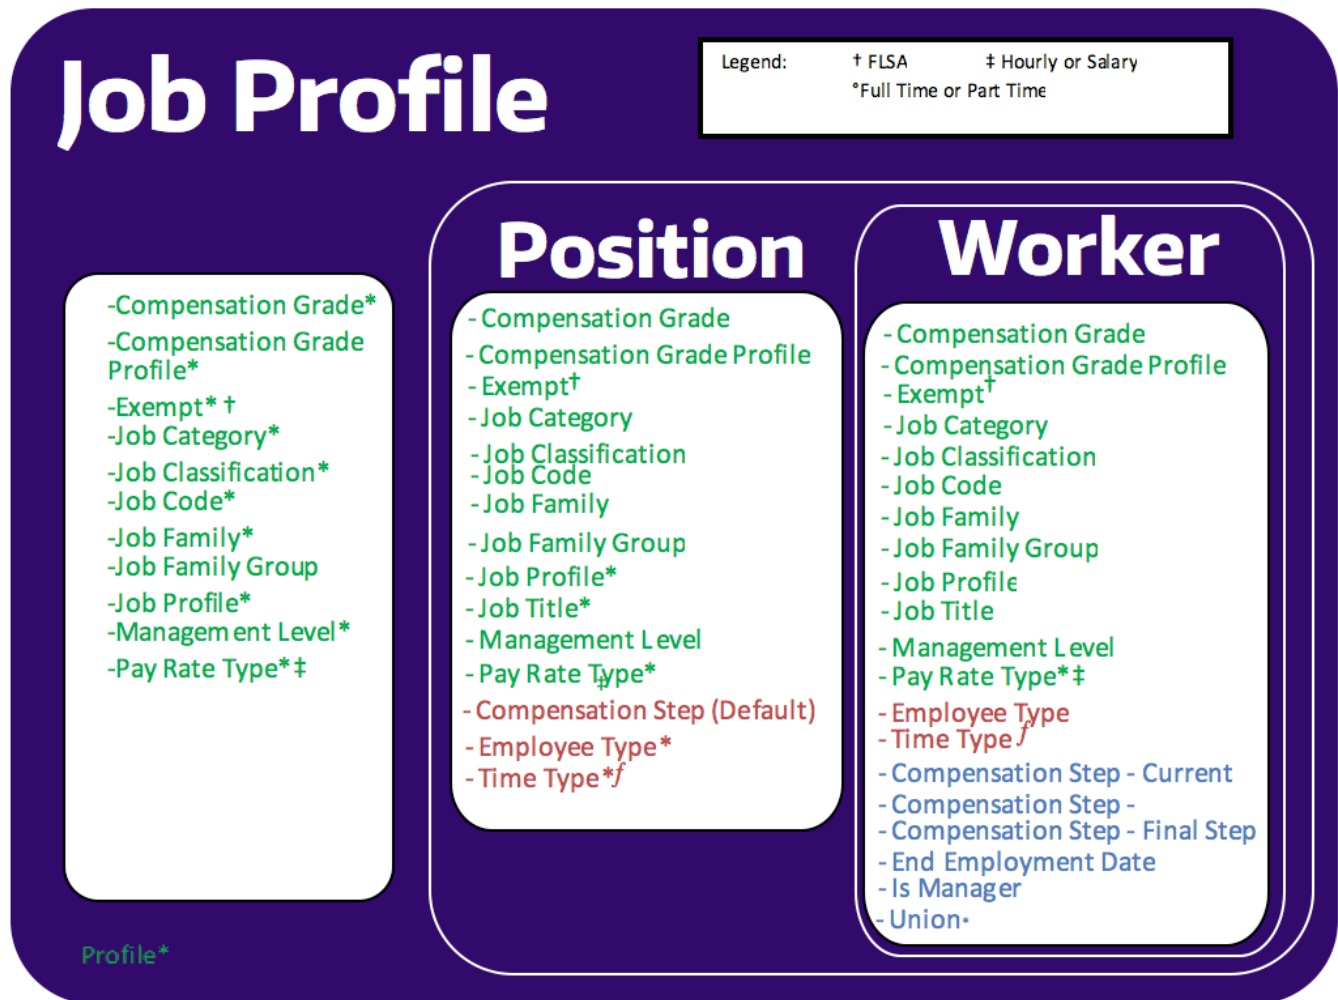 Job Profile
Legend: † FLSA ‡ Hourly or Salary
°Full Time or Part Time
Position
Worker
-Compensation Grade*
-Compensation Grade
Profile*
-Exempt* †
-Job Category*
-Job Classification*
-Job Code*
-Job Family*
-Job Family Group
-Job Profile*
-Management Level*
-Pay Rate Type* ‡
- Compensation Grade
- Compensation Grade Profile
- Exempt†
- Job Category
- Job Classification
- Job Code
- Job Family
- Job Family Group
- Job Profile*
- Job Title*
- Management Level
- Pay Rate Type*
‡
- Compensation Step (Default)
- Employee Type*
- Time Type*ƒ
- Compensation Grade
- Compensation Grade Profile
- Exempt†
- Job Category
- Job Classification
- Job Code
- Job Family
- Job Family Group
- Job Profile
- Job Title
- Management Level
- Pay Rate Type* ‡
- Employee Type
- Time Type ƒ
- Compensation Step - Current
- Compensation Step -
- Compensation Step - Final Step
- End Employment Date
- Is Manager
- Union·
Profile*